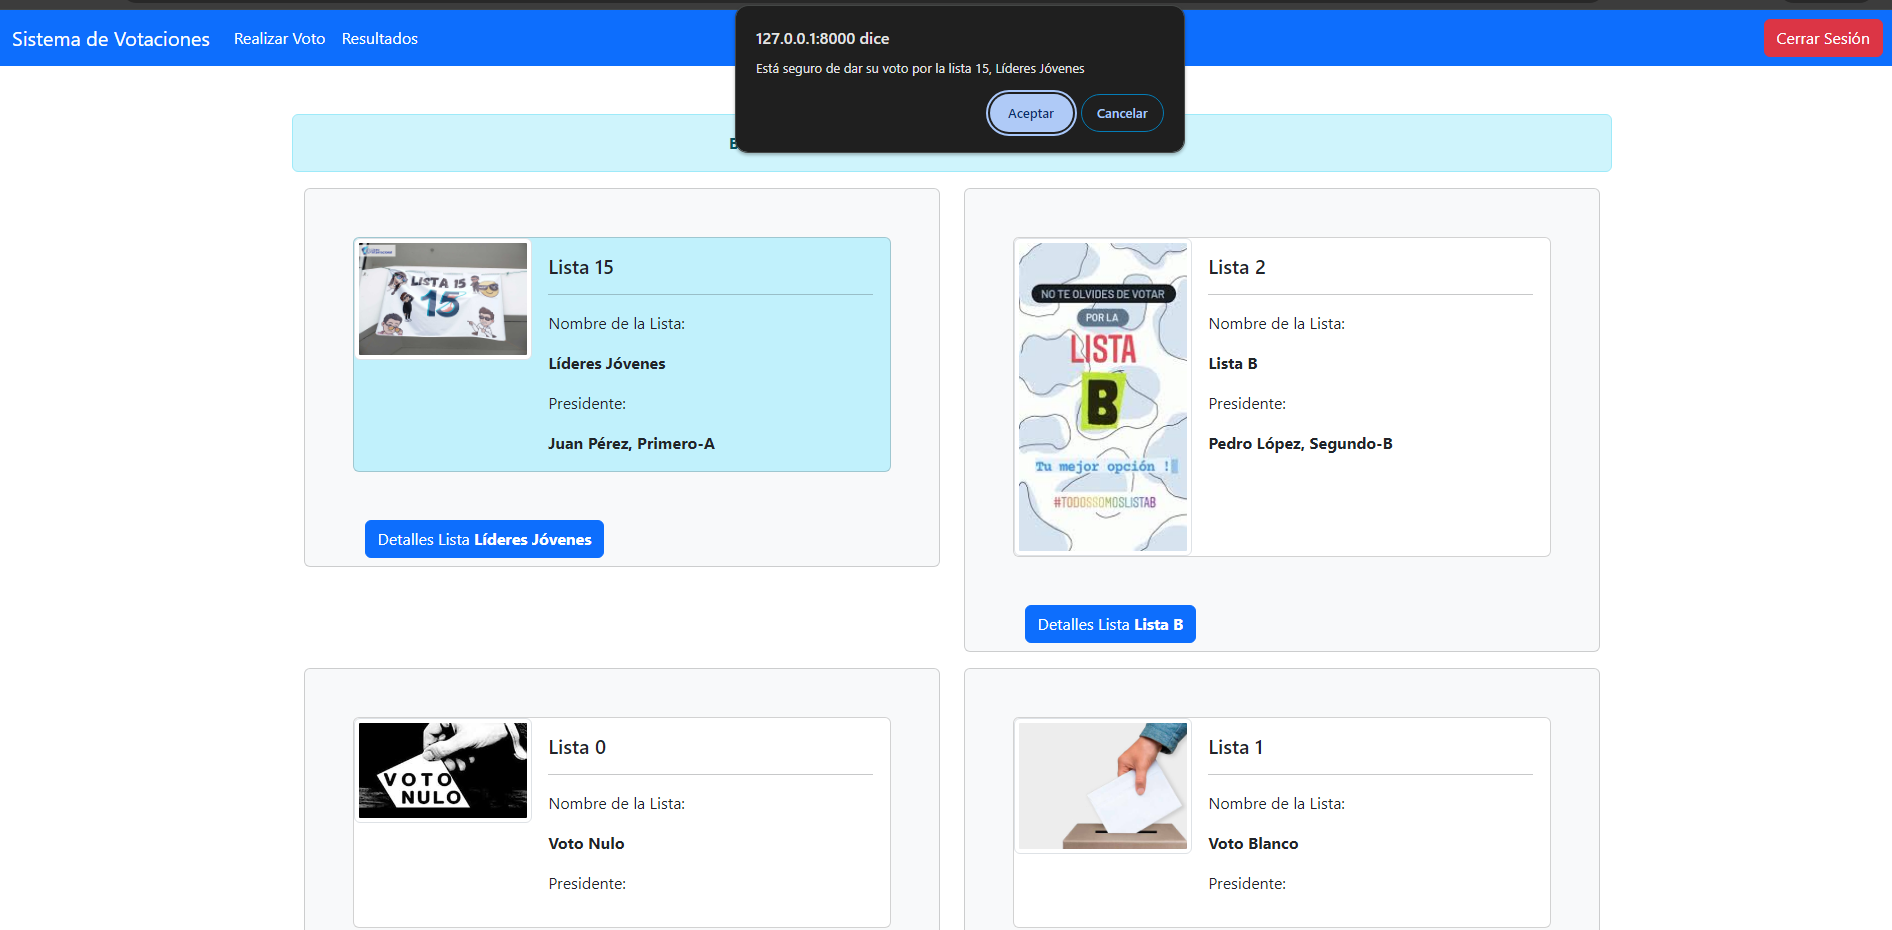 Sistema de Votaciones
Realizar Voto
Resultados
Cerrar Sesión
127.0.0.1:8000 dice
Está seguro de dar su voto por la lista 15, Líderes Jóvenes
Aceptar
Cancelar
LISTA 15
15
Lista 15
Nombre de la Lista:
Líderes Jóvenes
Presidente:
Juan Pérez, Primero-A
Detalles Lista Líderes Jóvenes
NO TE OLVIDES DE VOTAR
POR LA
LISTA
B
Tu mejor opción !
#TODOSSOMOSLISTAB
Lista 2
Nombre de la Lista:
Lista B
Presidente:
Pedro López, Segundo-B
Detalles Lista Lista B
VOTO
NULO
Lista 0
Nombre de la Lista:
Voto Nulo
Presidente:
Lista 1
Nombre de la Lista:
Voto Blanco
Presidente: